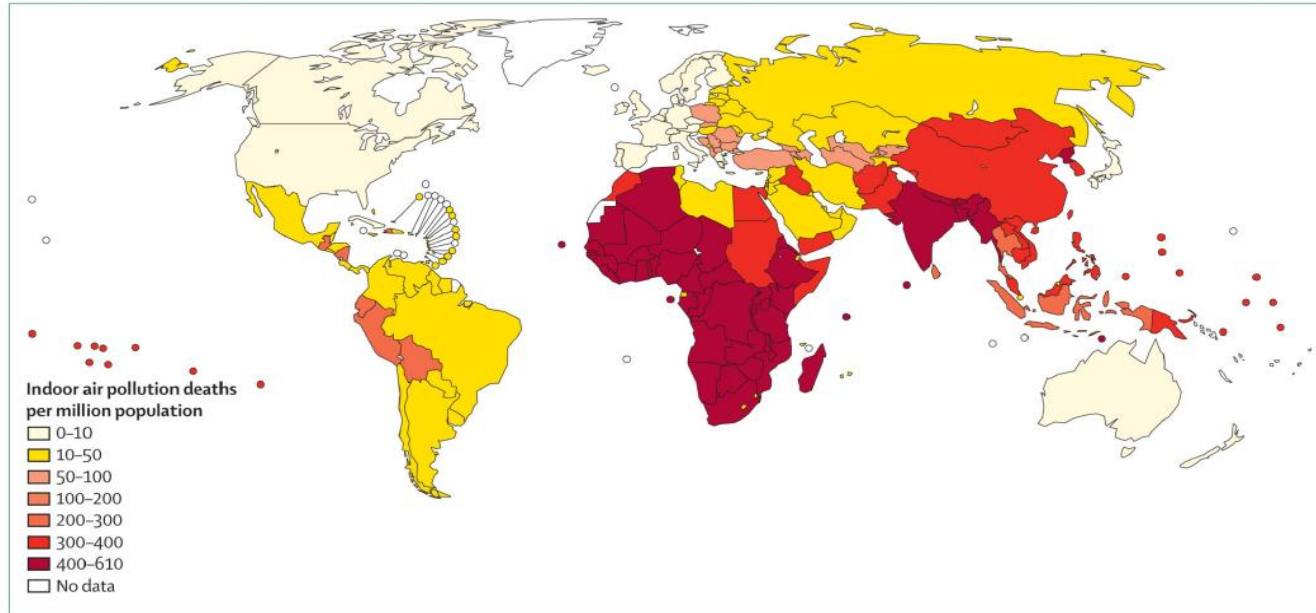 Indoor air pollution deaths
per million population
0–10
10–50
50–100
100–200
200–300
300–400
400–610
No data